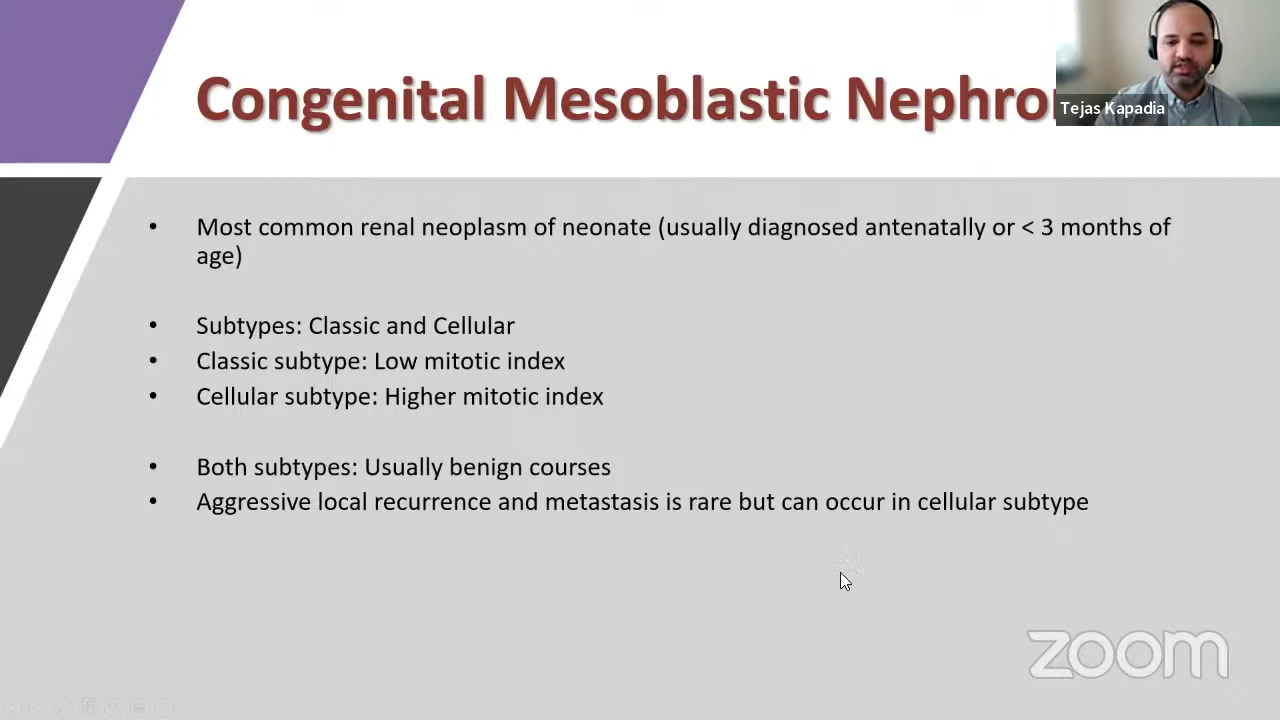 Congenital Mesoblastic Nephro
Tejas Kapadia
• Most common renal neoplasm of neonate (usually diagnosed antenatally or < 3 months of
age)
• Subtypes: Classic and Cellular
• Classic subtype: Low mitotic index
• Cellular subtype: Higher mitotic index
• Both subtypes: Usually benign courses
• Aggressive local recurrence and metastasis is rare but can occur in cellular subtype
zoom